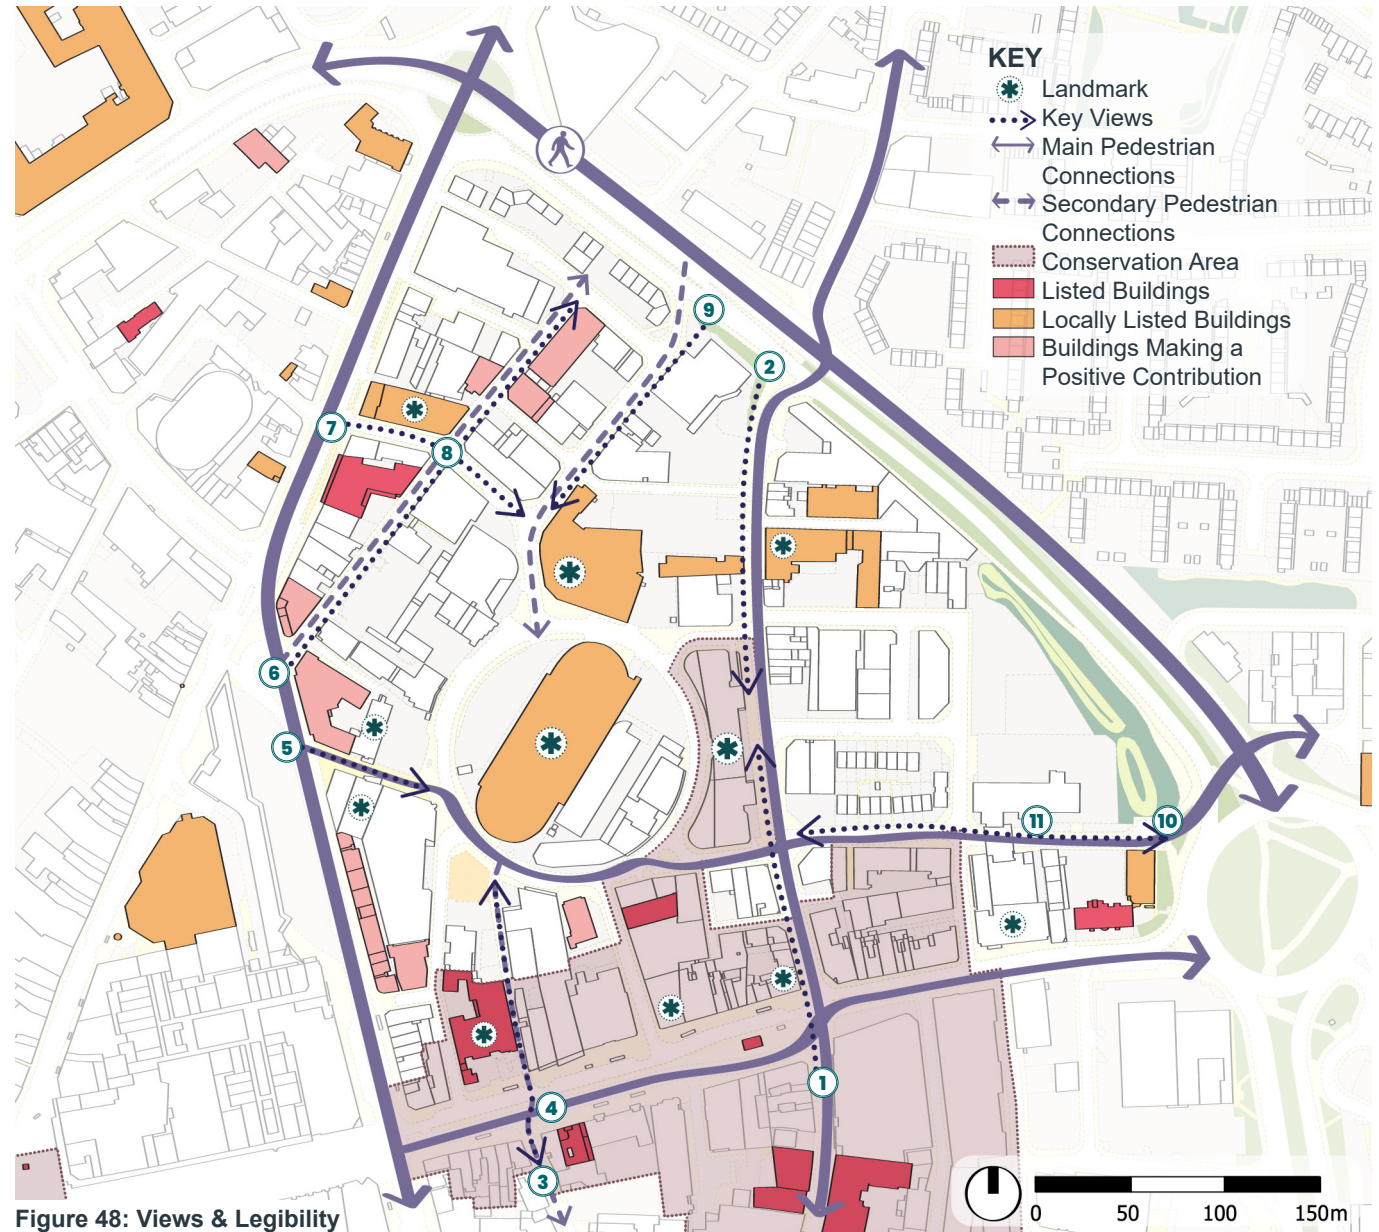 KEY
Landmark
Key Views
Main Pedestrian
Connections
Secondary Pedestrian
Connections
Conservation Area
Listed Buildings
Locally Listed Buildings
Buildings Making a
Positive Contribution
9
2
7
8
6
5
11
10
1
4
3
0 50 100 150m
Figure 48: Views & Legibility